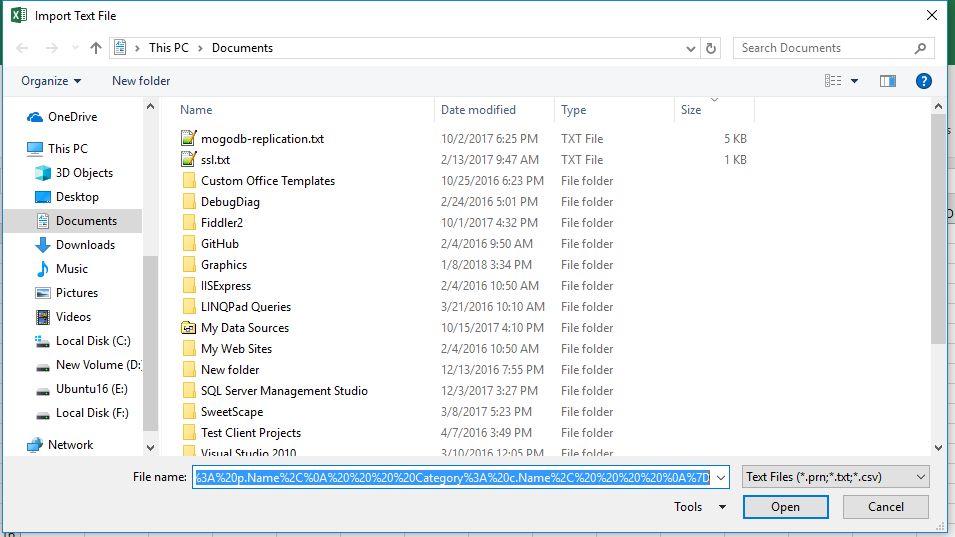 Import Text File
This PC Documents
Search Documents
Organize New folder
Name Date modified Type Size
OneDrive
This PC
3D Objects
Desktop
Documents
Downloads
Music
Pictures
Videos
Local Disk (C:)
New Volume (D:
Ubuntu16 (E:)
Local Disk (F:)
Network
mogodb-replication.txt 10/2/2017 6:25 PM TXT File 5 KB
ssl.txt 2/13/2017 9:47 AM TXT File 1 KB
Custom Office Templates 10/25/2016 6:23 PM File folder
DebugDiag 2/24/2016 5:01 PM File folder
Fiddler2 10/1/2017 4:32 PM File folder
GitHub 2/4/2016 9:50 AM File folder
Graphics 1/8/2018 3:34 PM File folder
IISExpress 2/4/2016 10:50 AM File folder
LINQPad Queries 3/21/2016 10:10 AM File folder
My Data Sources 10/15/2017 4:10 PM File folder
My Web Sites 2/4/2016 10:50 AM File folder
New folder 12/13/2016 7:55 PM File folder
SQL Server Management Studio 12/3/2017 3:27 PM File folder
SweetScape 3/8/2017 5:23 PM File folder
Test Client Projects 4/7/2016 3:49 PM File folder
Visual Studio 2010 3/10/2016 12:05 PM File folder
File name: %3A%20p.Name%2C%0A%20%20%20%20Category%3A%20c.Name%2C%20%20%20%20%0A%7D Text Files (*.prn;*.txt;*.csv)
Tools Open Cancel